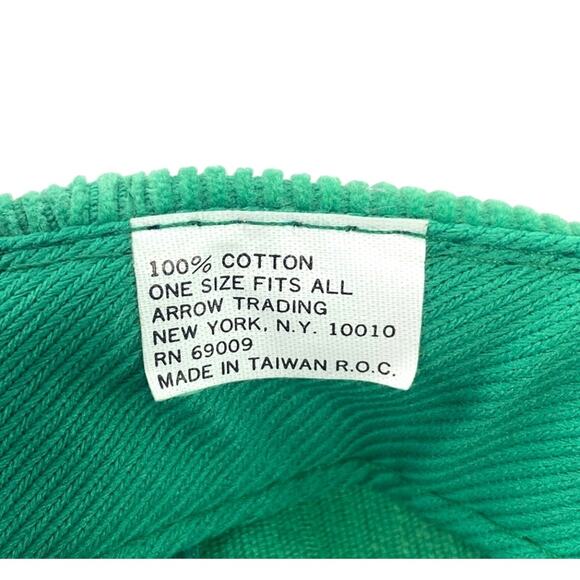 100% COTTON
ONE SIZE FITS ALL
ARROW TRADING
NEW YORK, N.Y. 10010
RN 69009
MADE IN TAIWAN R.O.C.